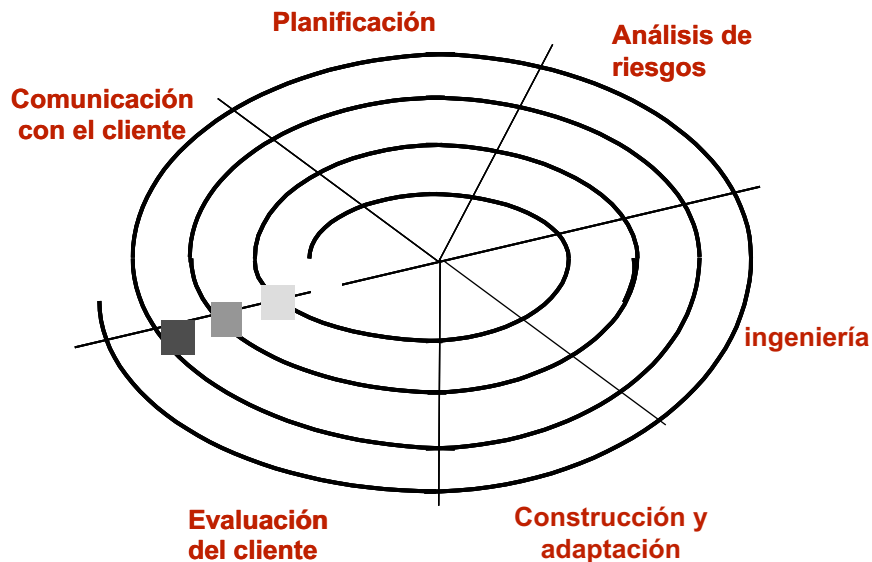 Planificación
Análisis de
riesgos
Comunicación
con el cliente
ingeniería
Evaluación
del cliente
Construcción y
adaptación